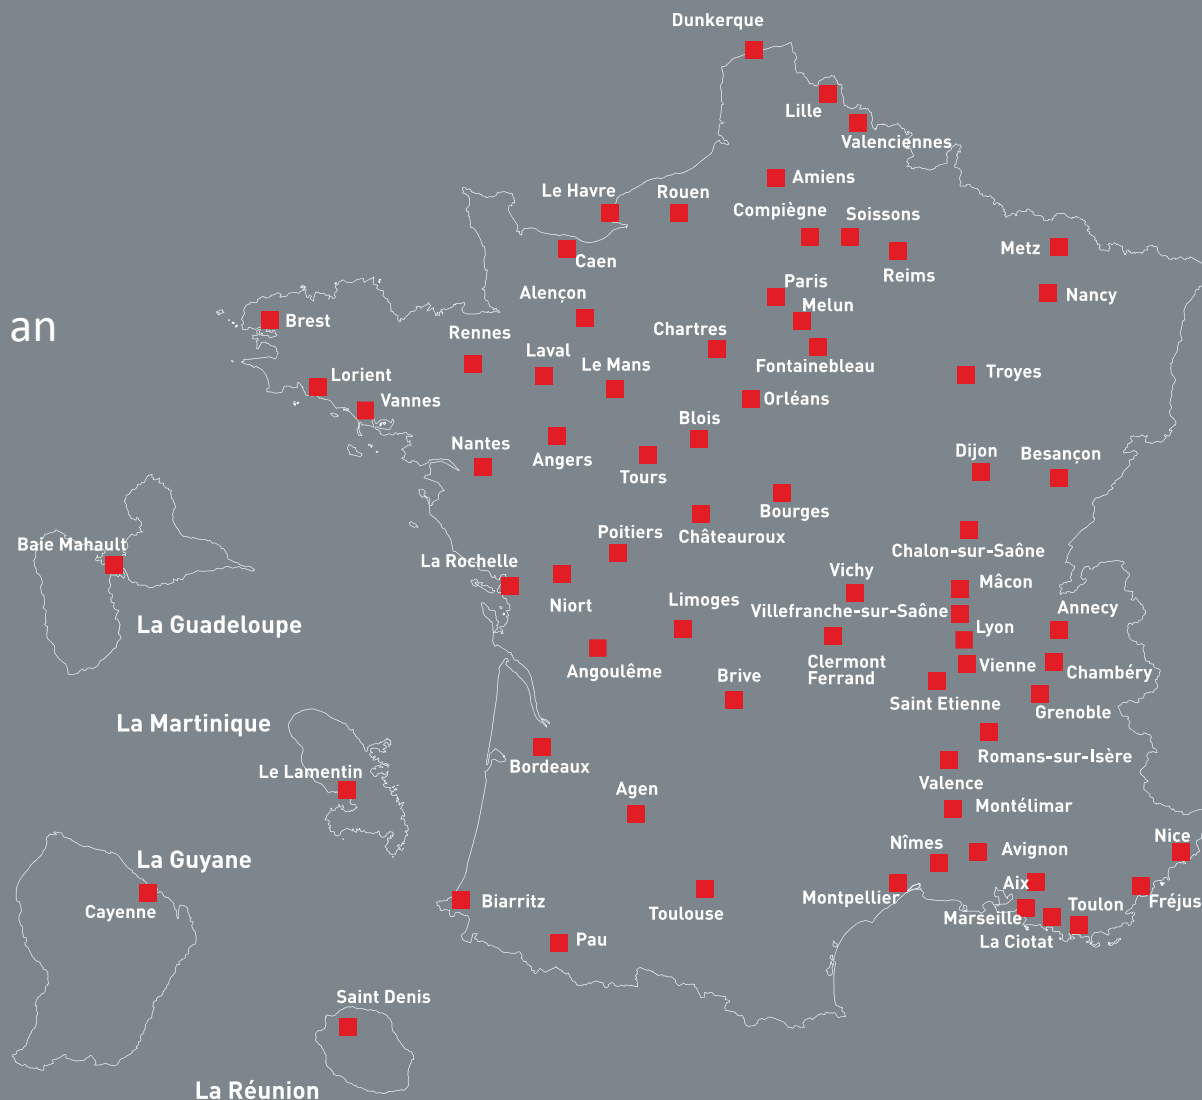 Dunkerque
Lille
Valenciennes
Amiens
Le Havre
Rouen
Compiègne
Soissons
Caen
Reims
Metz
Paris
Alençon
Nancy
Melun
Brest
an
Rennes
Chartres
Laval
Le Mans
Fontainebleau
Troyes
Lorient
Vannes
Orléans
Blois
Nantes
Angers
Tours
Dijon
Besançon
Bourges
Châteauroux
Poitiers
Chalon-sur-Saône
Baie Mahault
La Rochelle
Vichy
Mâcon
Niort
Limoges
Villefranche-sur-Saône
Annecy
La Guadeloupe
Lyon
Angoulême
Clermont
Ferrand
Vienne
Chambéry
Brive
Saint Etienne
Grenoble
La Martinique
Romans-sur-Isère
Bordeaux
Le Lamentin
Valence
Agen
Montélimar
Nîmes
Avignon
Nice
La Guyane
Aix
Montpellier
Biarritz
Fréjus
Toulon
Cayenne
Toulouse
Marseille
Pau
La Ciotat
Saint Denis
La Réunion